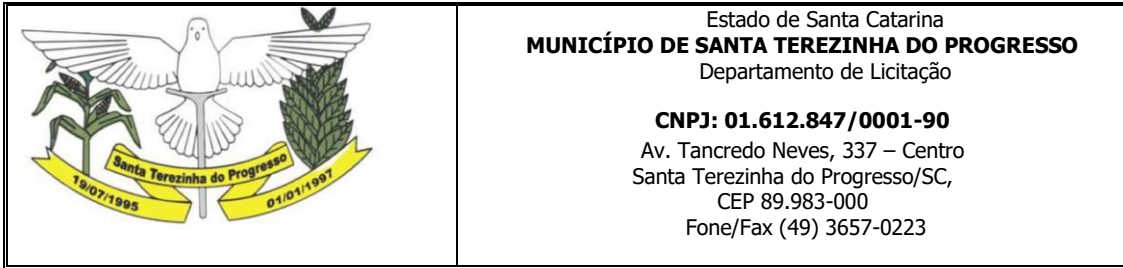 Santa Terezinha do Progresso
19/07/1995
01/01/1997
Estado de Santa Catarina
MUNICÍPIO DE SANTA TEREZINHA DO PROGRESSO
Departamento de Licitação
CNPJ: 01.612.847/0001-90
Av. Tancredo Neves, 337 – Centro
Santa Terezinha do Progresso/SC,
CEP 89.983-000
Fone/Fax (49) 3657-0223